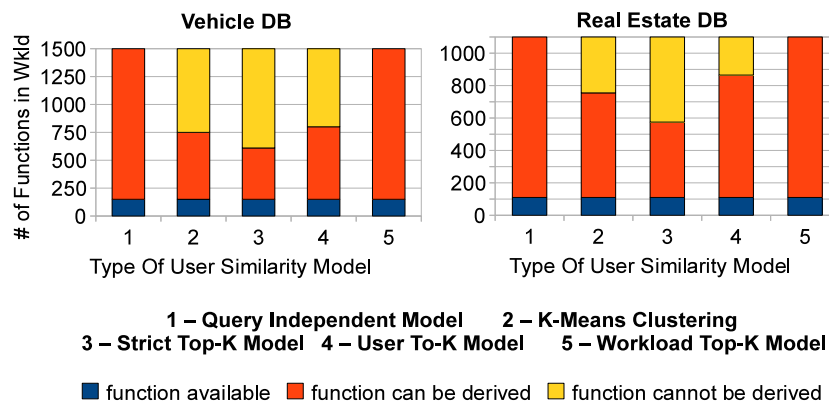 Vehicle DB
# of Functions in Wkld
1500
1250
1000
750
500
250
0
1 2 3 4 5
Type Of User Similarity Model
Real Estate DB
1000
800
600
400
200
0
1 2 3 4 5
Type Of User Similarity Model
1 – Query Independent Model 2 – K-Means Clustering
3 – Strict Top-K Model 4 – User To-K Model 5 – Workload Top-K Model
function available function can be derived function cannot be derived